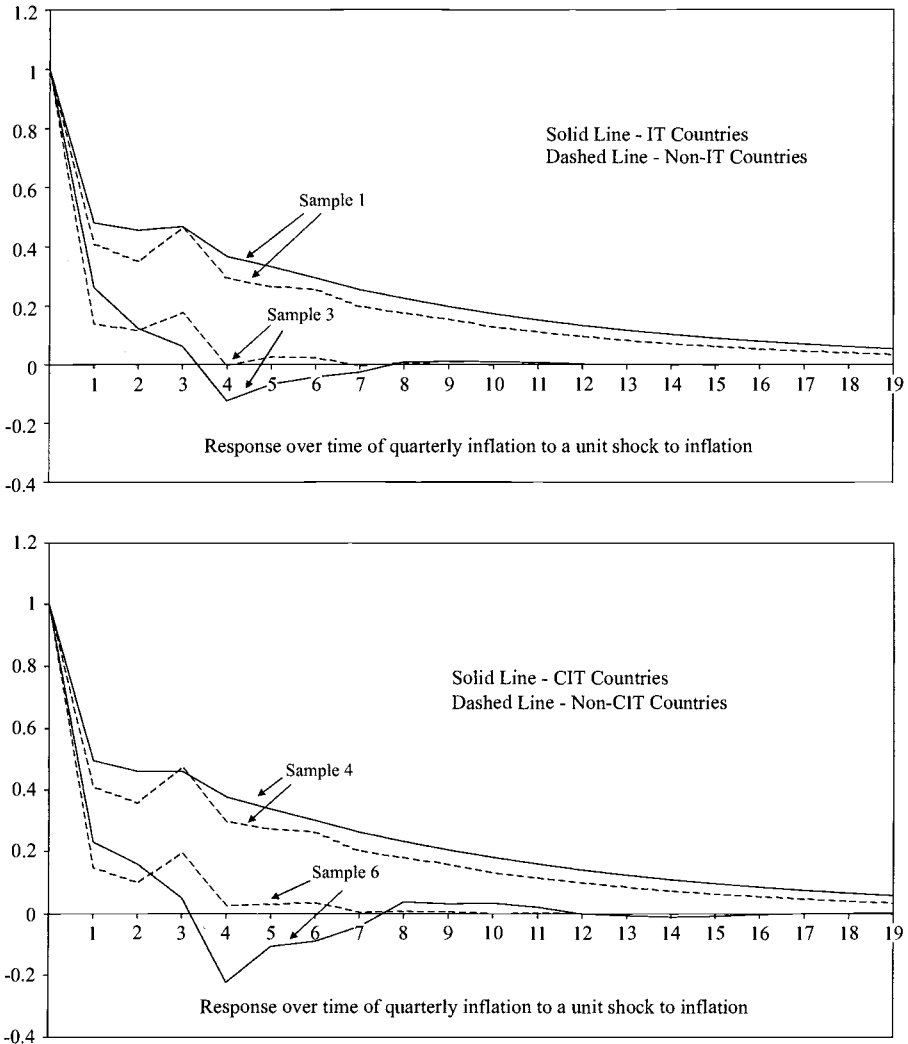 1.2
1
0.8
0.6
0.4
0.2
0
-0.2
-0.4
Solid Line - IT Countries
Dashed Line - Non-IT Countries
Sample 1
Sample 3
1 2 3 4 5 6 7 8 9 10 11 12 13 14 15 16 17 18 19
Response over time of quarterly inflation to a unit shock to inflation
1.2
1
0.8
0.6
0.4
0.2
0
-0.2
-0.4
Solid Line - CIT Countries
Dashed Line - Non-CIT Countries
Sample 4
Sample 6
1 2 3 4 5 6 7 8 9 10 11 12 13 14 15 16 17 18 19
Response over time of quarterly inflation to a unit shock to inflation